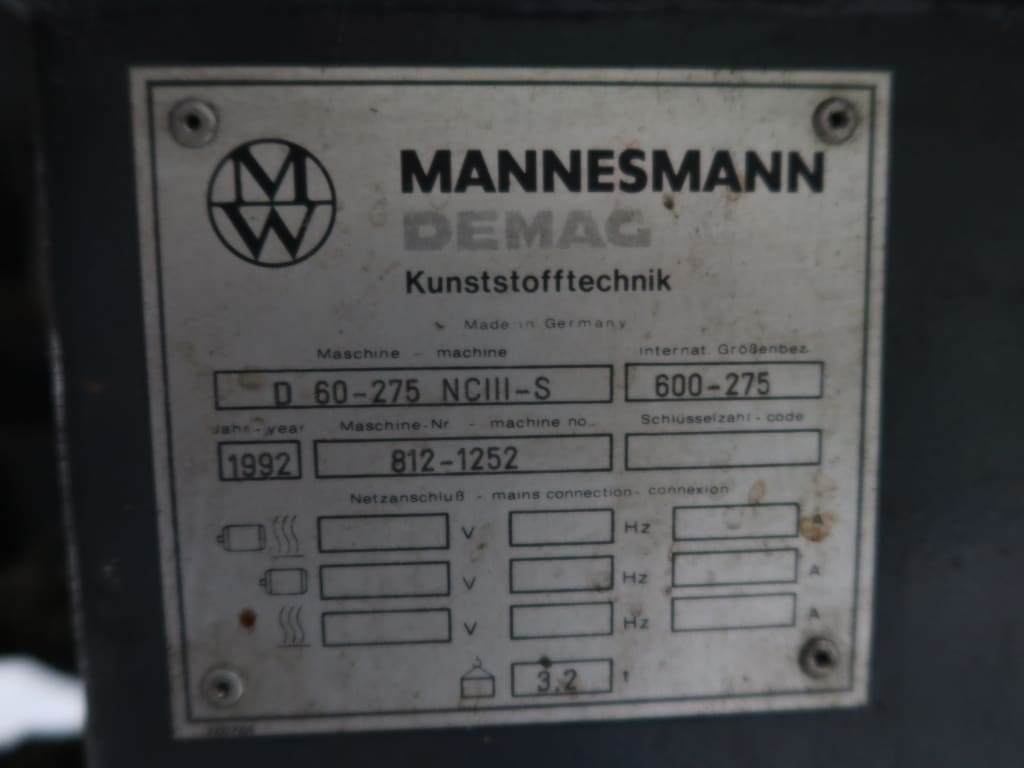 MW
MANNESMANN
DEMAG
Kunststofftechnik
Made in Germany
Maschine - machine
internat. Größenbez.
D 60-275 NCIII-S
600-275
Jahr - year
Maschine-Nr - machine no.
Schlüsselzahl - code
1992
812-1252
Netzanschluß - mains connection - connexion
V Hz A
V Hz A
V Hz A
3.2 t